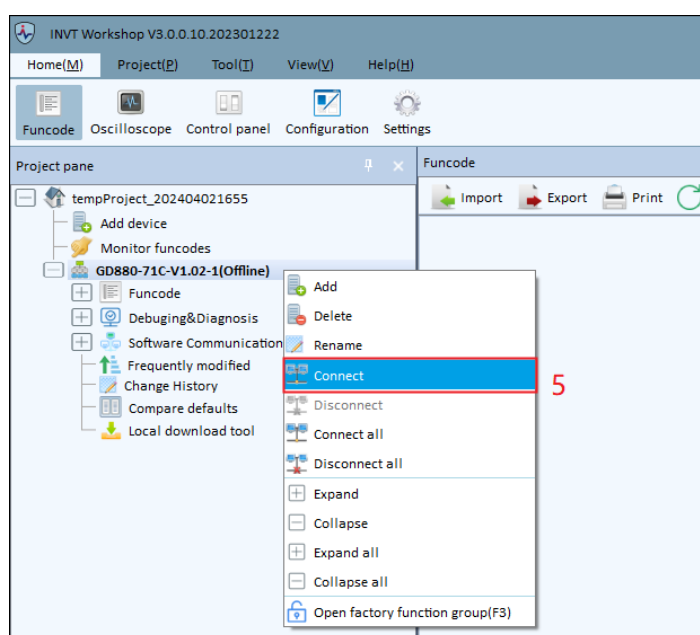 INVT Workshop V3.0.0.10.202301222
Home(M) Project(P) Tool(T) View(V) Help(H)
Funcode Oscilloscope Control panel Configuration Settings
Project pane
Funcode
tempProject_202404021655
Import Export Print
Add device
Monitor funcodes
GD880-71C-V1.02-1(Offline)
Funcode
Debuging&Diagnosis
Software Communication
Frequently modified
Change History
Compare defaults
Local download tool
Add
Delete
Rename
Connect
5
Disconnect
Connect all
Disconnect all
Expand
Collapse
Expand all
Collapse all
Open factory function group(F3)